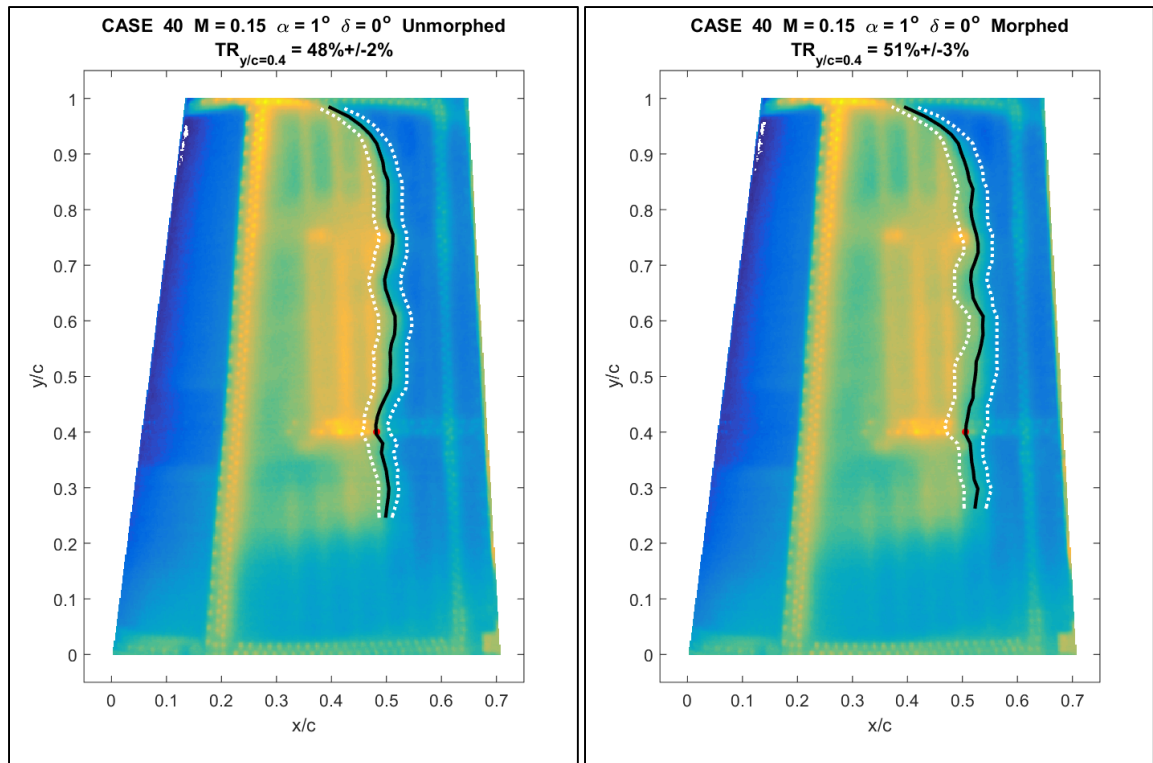 CASE 40 M = 0.15 α = 1° δ = 0° Unmorphed
TR y/c=0.4 = 48%+/-2%
1
0.9
0.8
0.7
0.6
0.5
0.4
0.3
0.2
0.1
0
y/c
0 0.1 0.2 0.3 0.4 0.5 0.6 0.7
x/c
CASE 40 M = 0.15 α = 1° δ = 0° Morphed
TR y/c=0.4 = 51%+/-3%
1
0.9
0.8
0.7
0.6
0.5
0.4
0.3
0.2
0.1
0
y/c
0 0.1 0.2 0.3 0.4 0.5 0.6 0.7
x/c